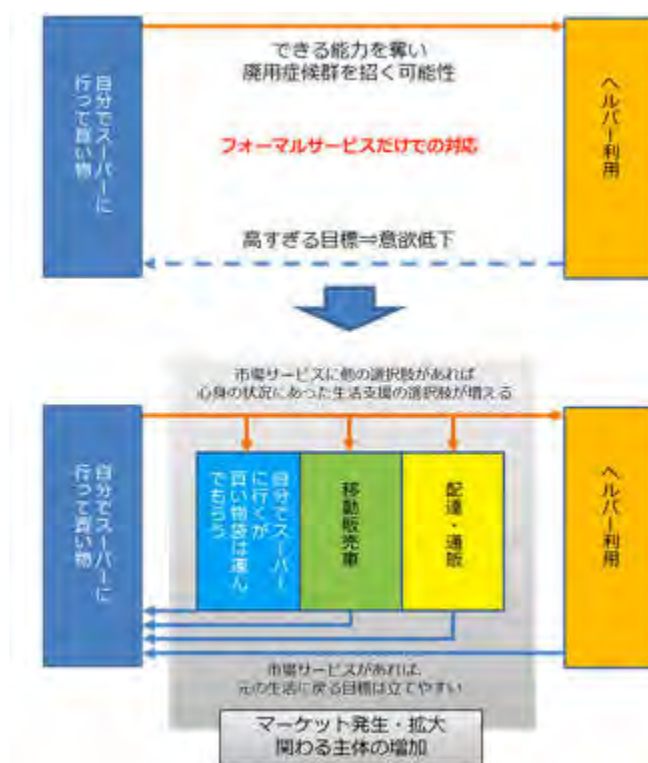 できる能力を奪い
廃用症候群を招く可能性
自分でスーパーに
行って買い物
フォーマルサービスだけでの対応
ヘルパー利用
高すぎる目標⇒意欲低下
市場サービスに他の選択肢があれば
心身の状況にあった生活支援の選択肢が増える
自分でスーパーに
行って買い物
自分でスーパー
に行くが
買い物袋は運ん
でもらう
移動販売車
配達・通販
ヘルパー利用
市場サービスがあれば、
元の生活に戻る目標は立てやすい
マーケット発生・拡大
関わる主体の増加